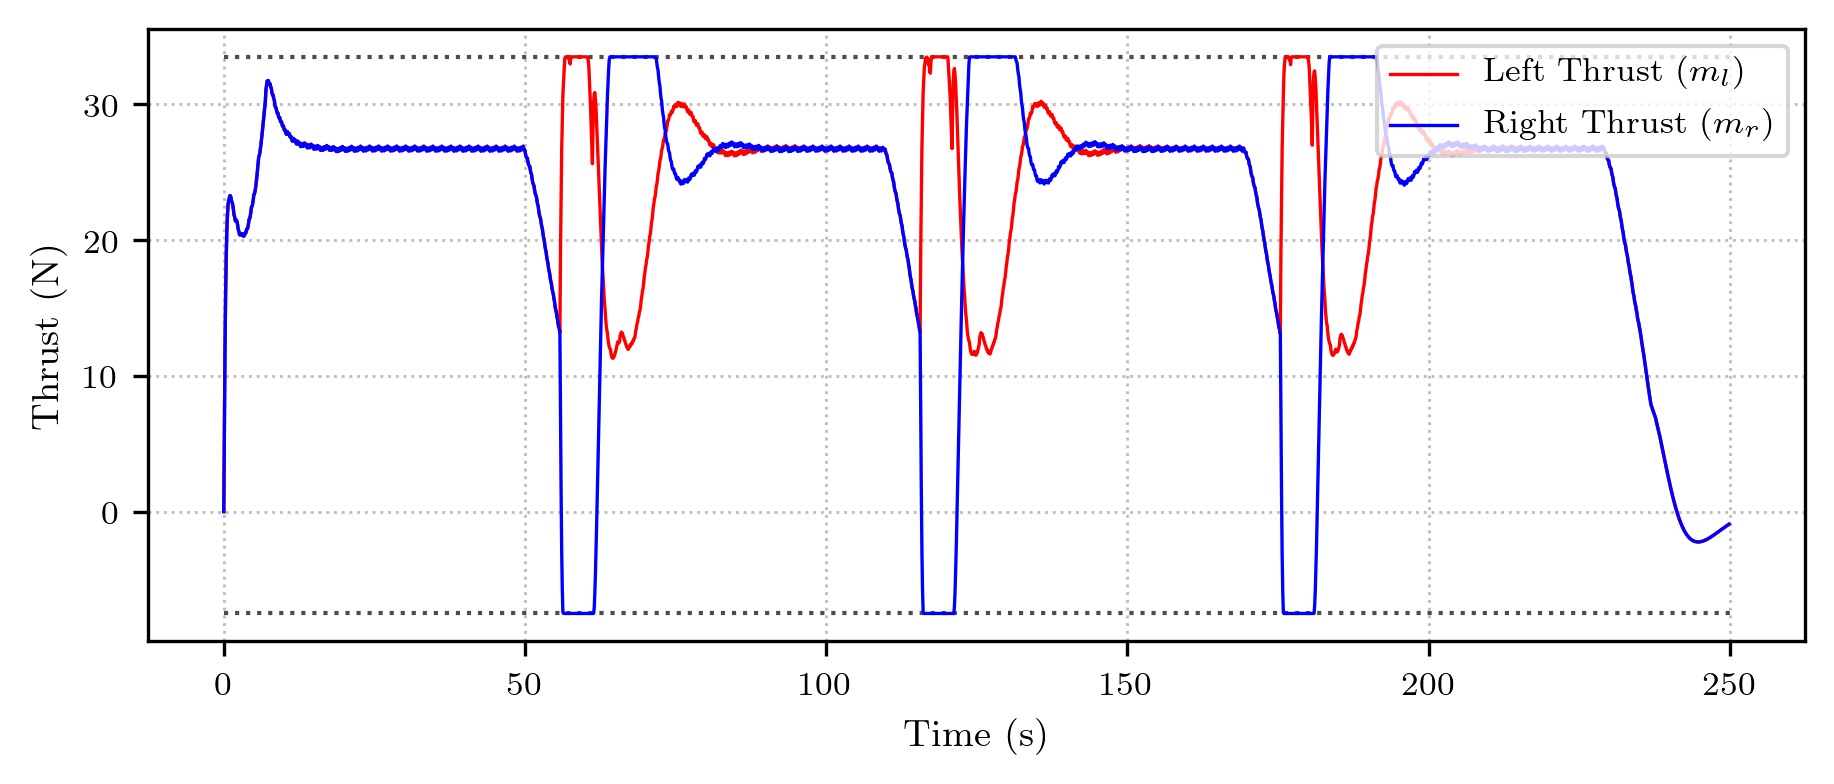 Left Thrust (m_l)
Right Thrust (m_r)
Thrust (N)
30
20
10
0
0 50 100 150 200 250
Time (s)